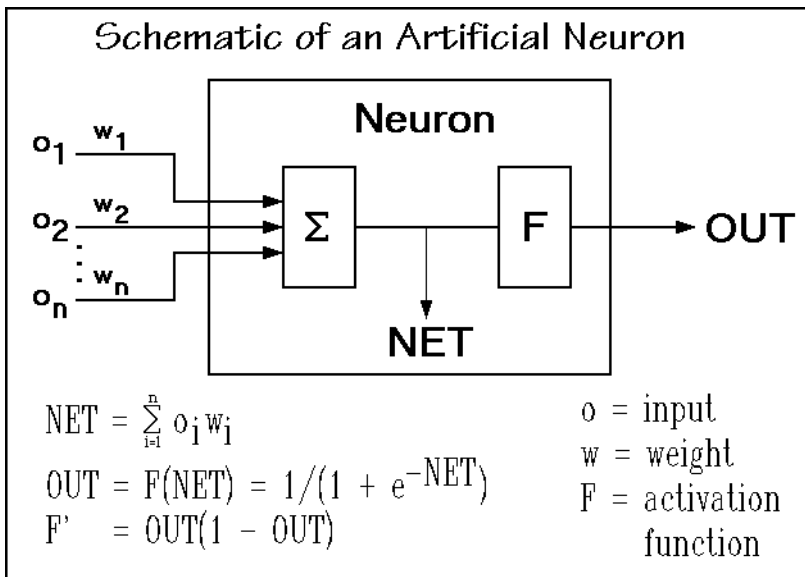 Schematic of an Artificial Neuron
Neuron
o1 w1
o2 w2
on wn
Σ
F
OUT
NET
NET = n Σ i=1 oi wi
OUT = F(NET) = 1/(1 + e-NET)
F' = OUT(1 - OUT)
o = input
w = weight
F = activation
function